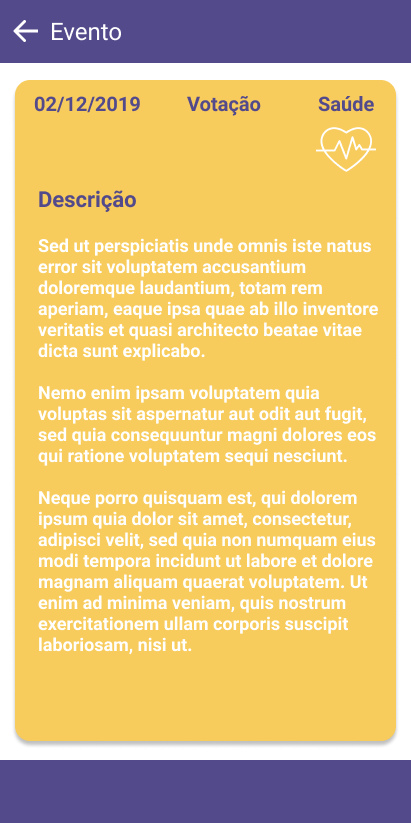 Evento
02/12/2019 Votação Saúde
Descrição
Sed ut perspiciatis unde omnis iste natus
error sit voluptatem accusantium
doloremque laudantium, totam rem
aperiam, eaque ipsa quae ab illo inventore
veritatis et quasi architecto beatae vitae
dicta sunt explicabo.
Nemo enim ipsam voluptatem quia
voluptas sit aspernatur aut odit aut fugit,
sed quia consequuntur magni dolores eos
qui ratione voluptatem sequi nesciunt.
Neque porro quisquam est, qui dolorem
ipsum quia dolor sit amet, consectetur,
adipisci velit, sed quia non numquam eius
modi tempora incidunt ut labore et dolore
magnam aliquam quaerat voluptatem. Ut
enim ad minima veniam, quis nostrum
exercitationem ullam corporis suscipit
laboriosam, nisi ut.